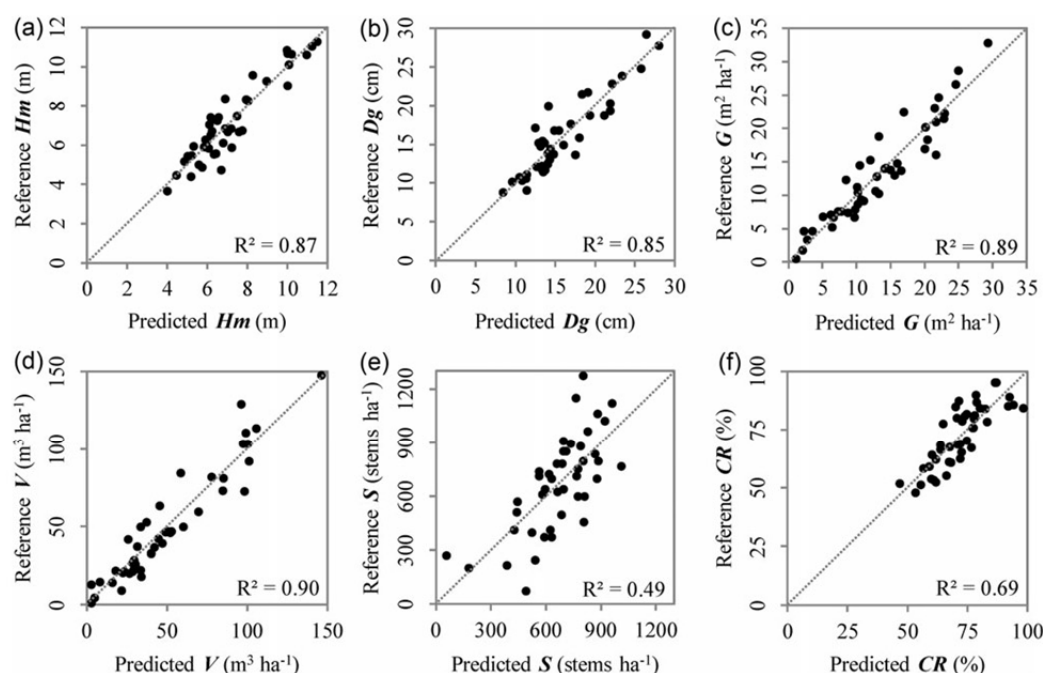 (a)
12
10
8
6
4
2
0
Reference Hm (m)
R² = 0.87
0 2 4 6 8 10 12
Predicted Hm (m)
(b)
30
25
20
15
10
5
0
Reference Dg (cm)
R² = 0.85
0 5 10 15 20 25 30
Predicted Dg (cm)
(c)
35
30
25
20
15
10
5
0
Reference G (m² ha⁻¹)
R² = 0.89
0 5 10 15 20 25 30 35
Predicted G (m² ha⁻¹)
(d)
150
100
50
0
Reference V (m³ ha⁻¹)
R² = 0.90
0 50 100 150
Predicted V (m³ ha⁻¹)
(e)
1200
900
600
300
0
Reference S (stems ha⁻¹)
R² = 0.49
0 300 600 900 1200
Predicted S (stems ha⁻¹)
(f)
100
75
50
25
0
Reference CR (%)
R² = 0.69
0 25 50 75 100
Predicted CR (%)